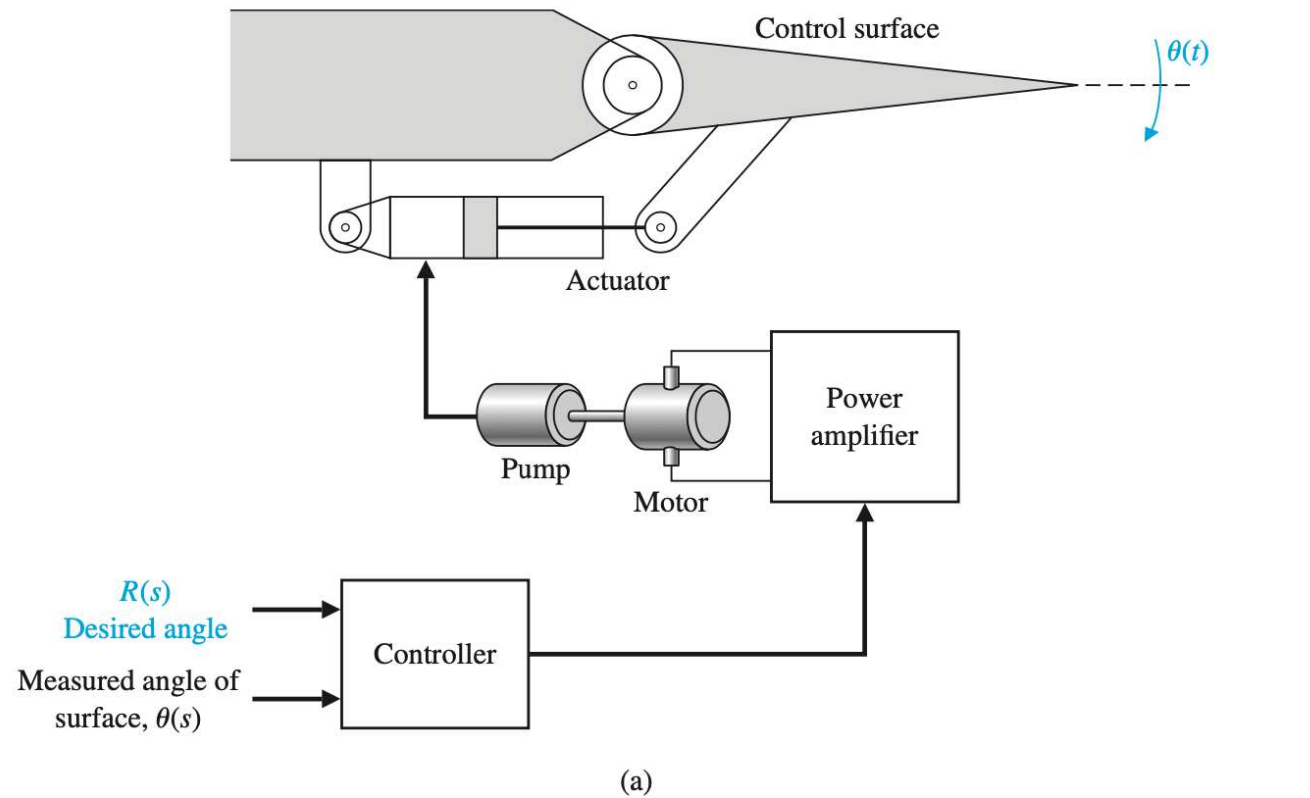 Control surface
θ(t)
Actuator
Power
amplifier
Pump
Motor
R(s)
Desired angle
Controller
Measured angle of
surface, θ(s)
(a)